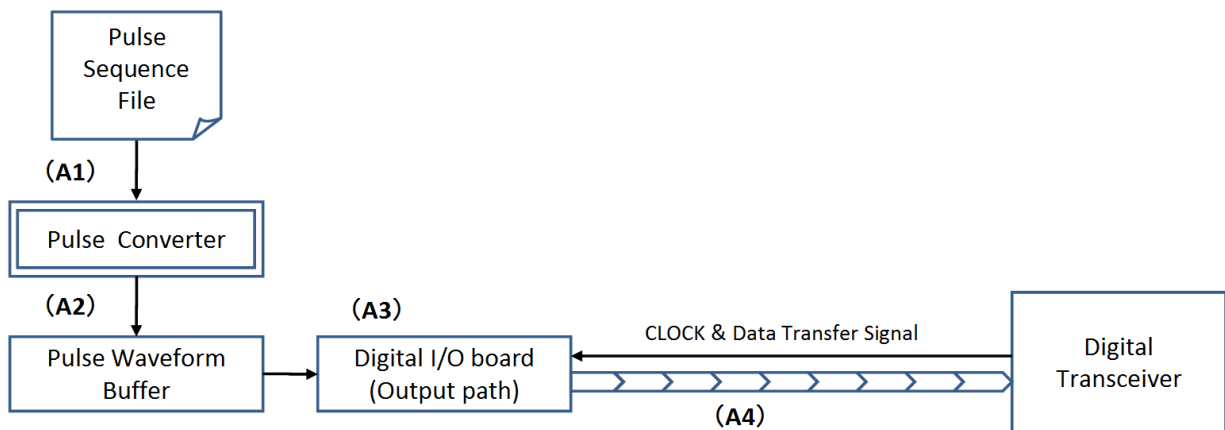 Pulse
Sequence
File
（A1）
Pulse Converter
（A2）
（A3）
Pulse Waveform
Buffer
Digital I/O board
(Output path)
CLOCK & Data Transfer Signal
（A4）
Digital
Transceiver